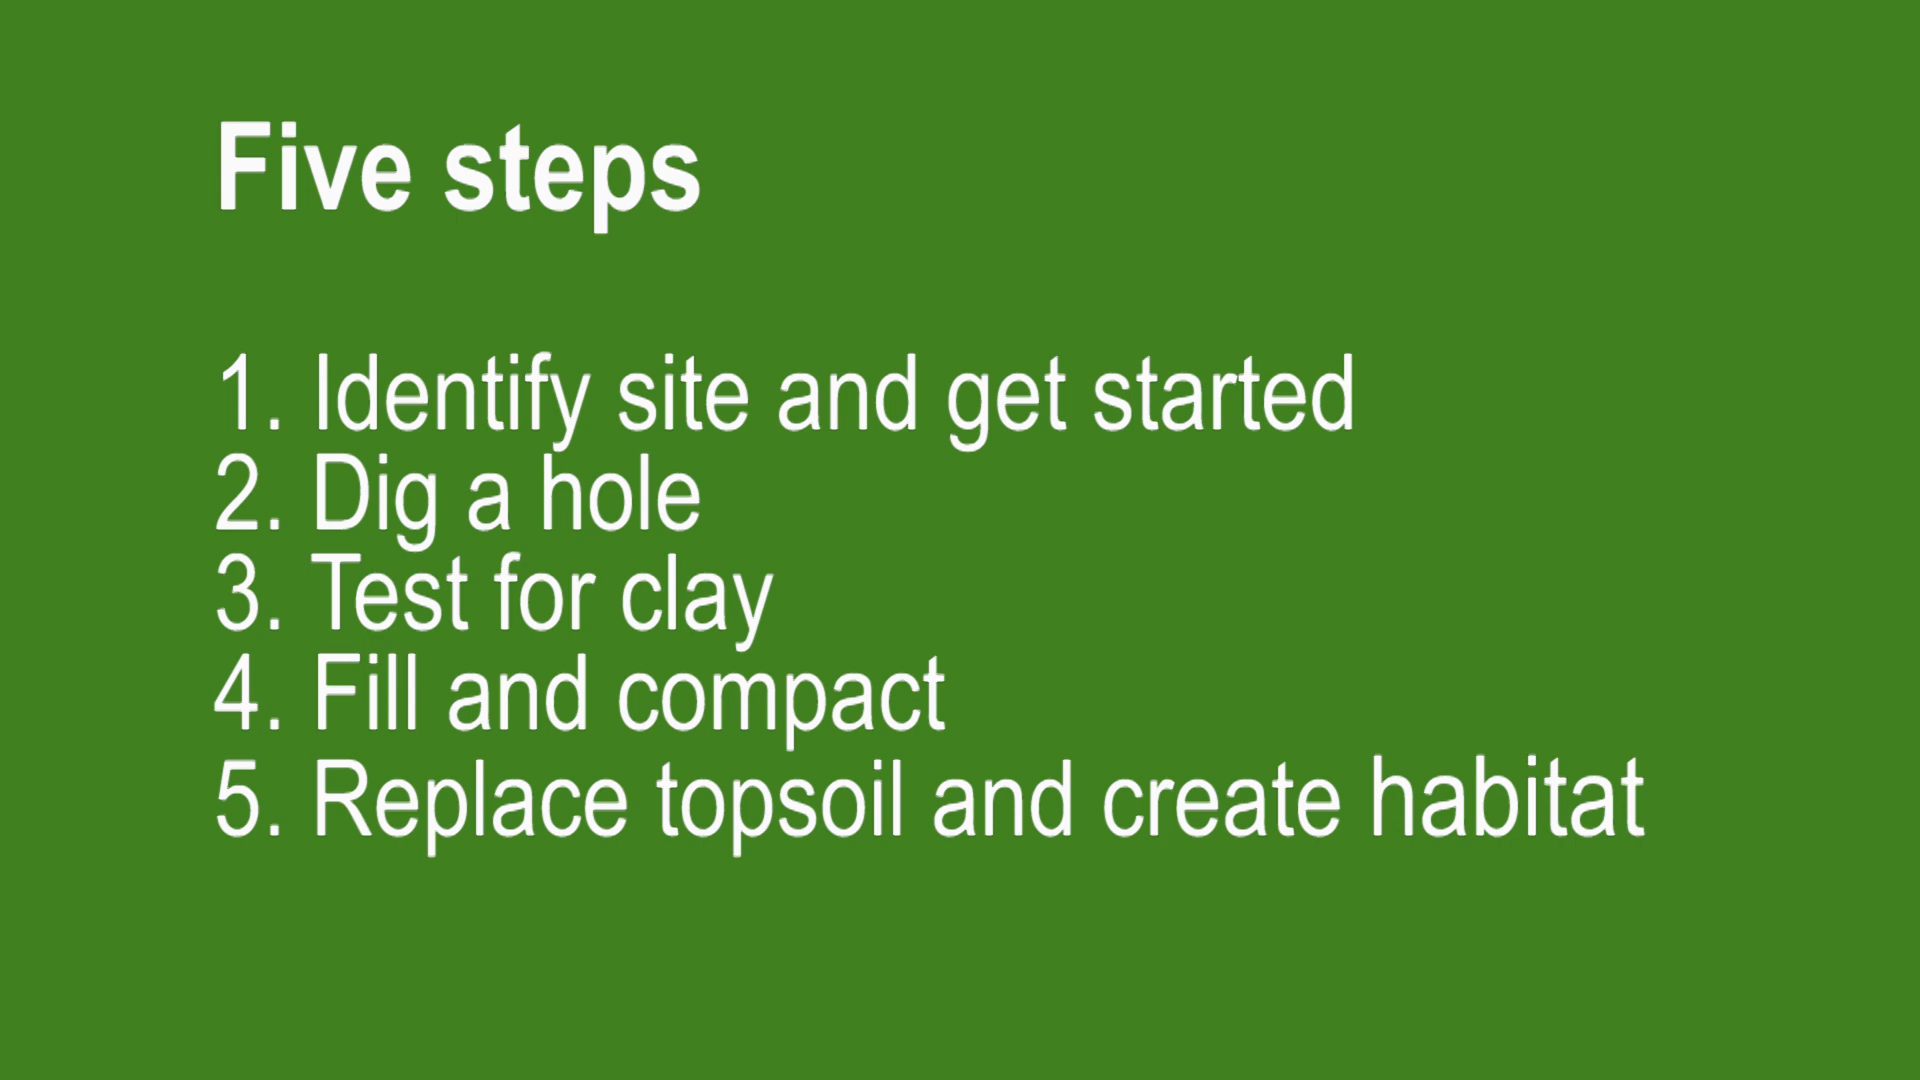 Five steps
1. Identify site and get started
2. Dig a hole
3. Test for clay
4. Fill and compact
5. Replace topsoil and create habitat